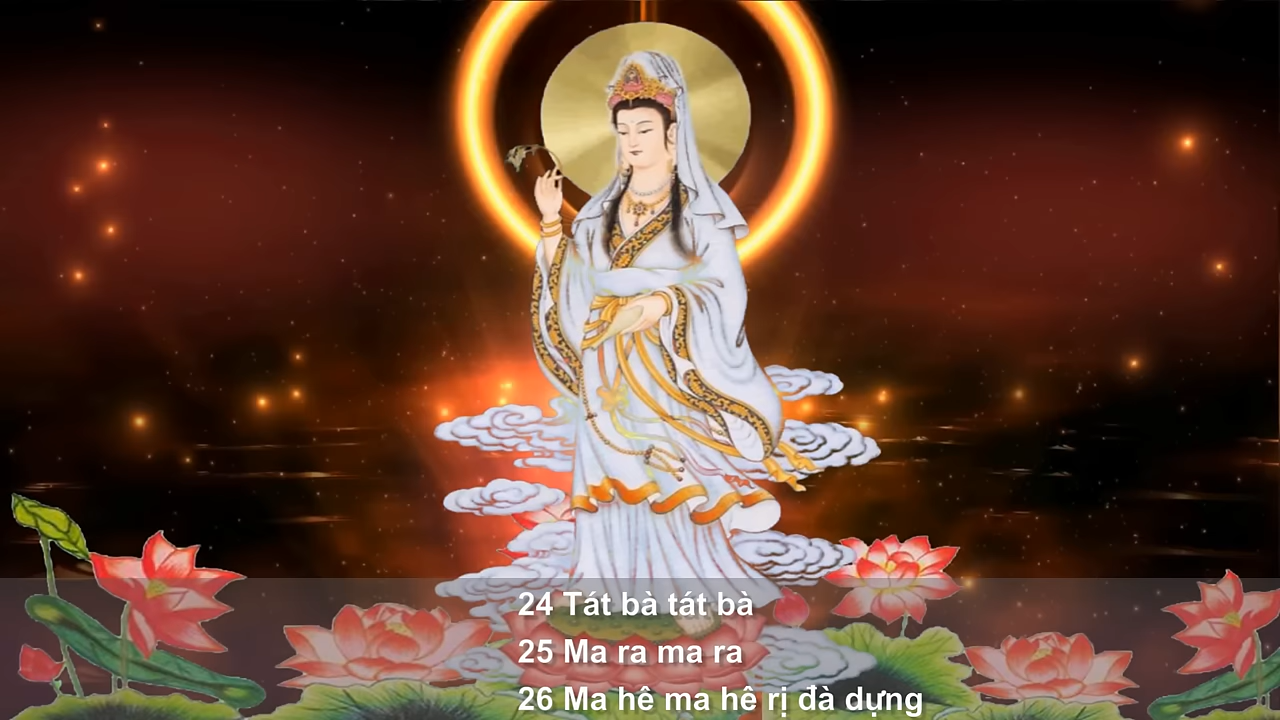 24 Tát bà tát bà
25 Ma ra ma ra
26 Ma hê ma hê rị đà dựng